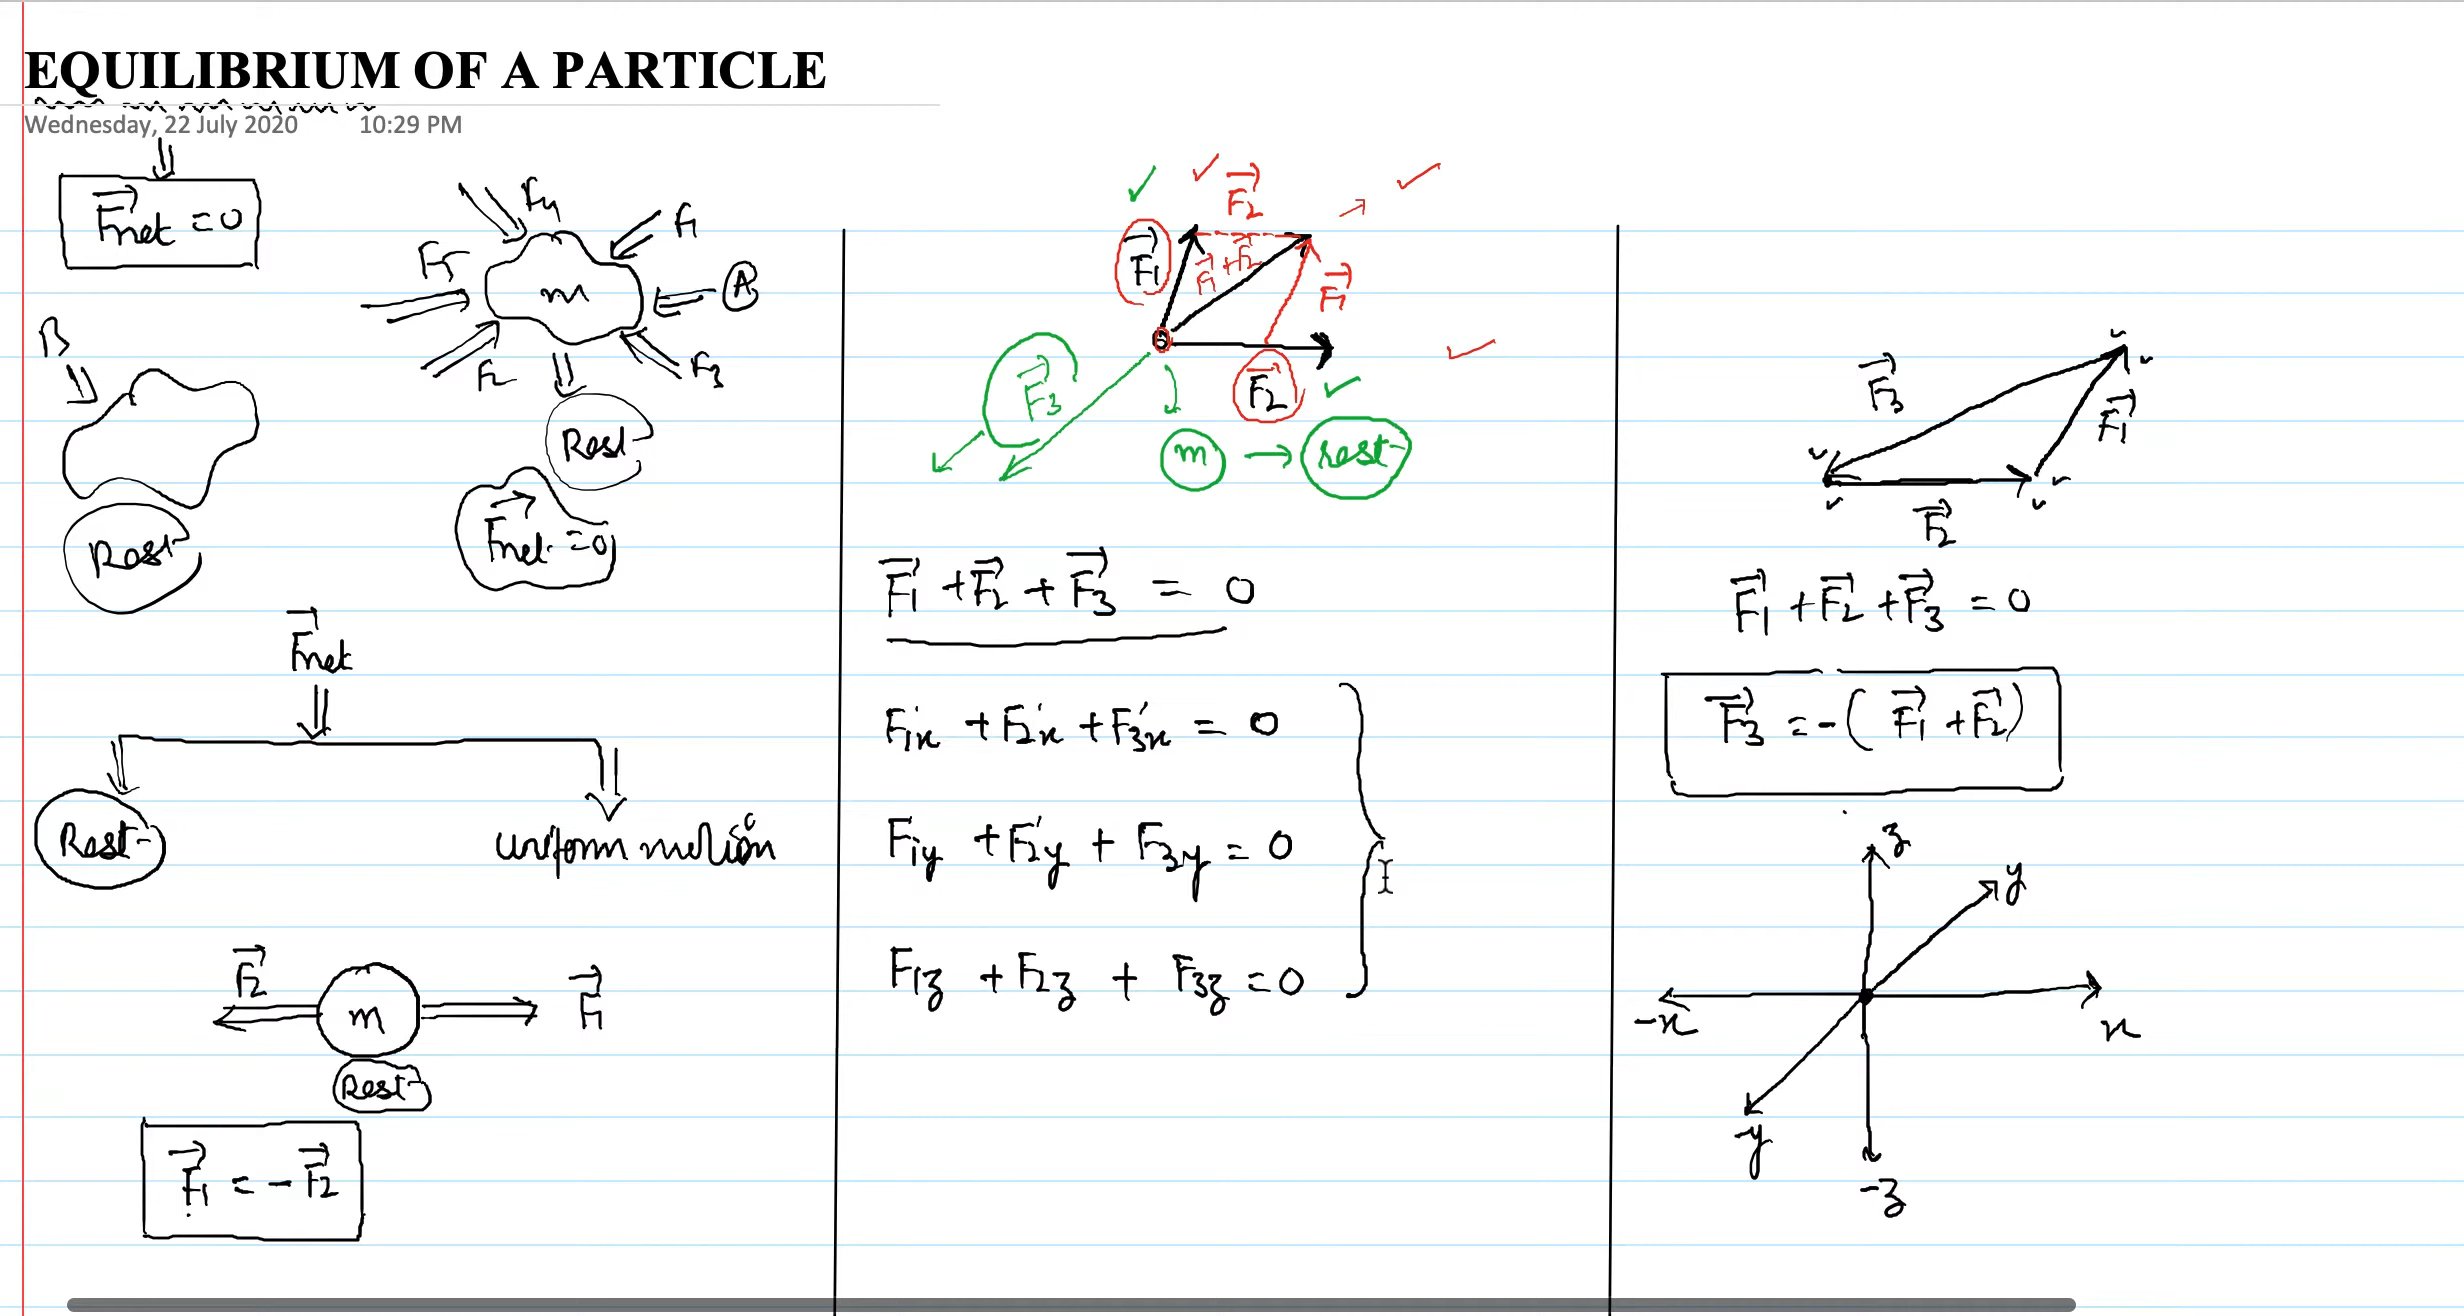 EQUILIBRIUM OF A PARTICLE
Wednesday, 22 July 2020 10:29 PM
F⃗net = 0
F4
F1
F5
m
A
B
F2
F3
Rest
Rest
F⃗net = 0
F⃗net
Rest
uniform motion
F⃗2
m
F⃗1
Rest
F⃗1 = - F⃗2
F⃗2
F⃗1
F⃗1 + F⃗2
F⃗1
F⃗3
F⃗2
m → rest
F⃗1 + F⃗2 + F⃗3 = 0
F1x + F2x + F3x = 0
F1y + F2y + F3y = 0
F1z + F2z + F3z = 0
F⃗3
F⃗1
F⃗2
F⃗1 + F⃗2 + F⃗3 = 0
F⃗3 = - ( F⃗1 + F⃗2 )
z
y
-x
x
-y
-z